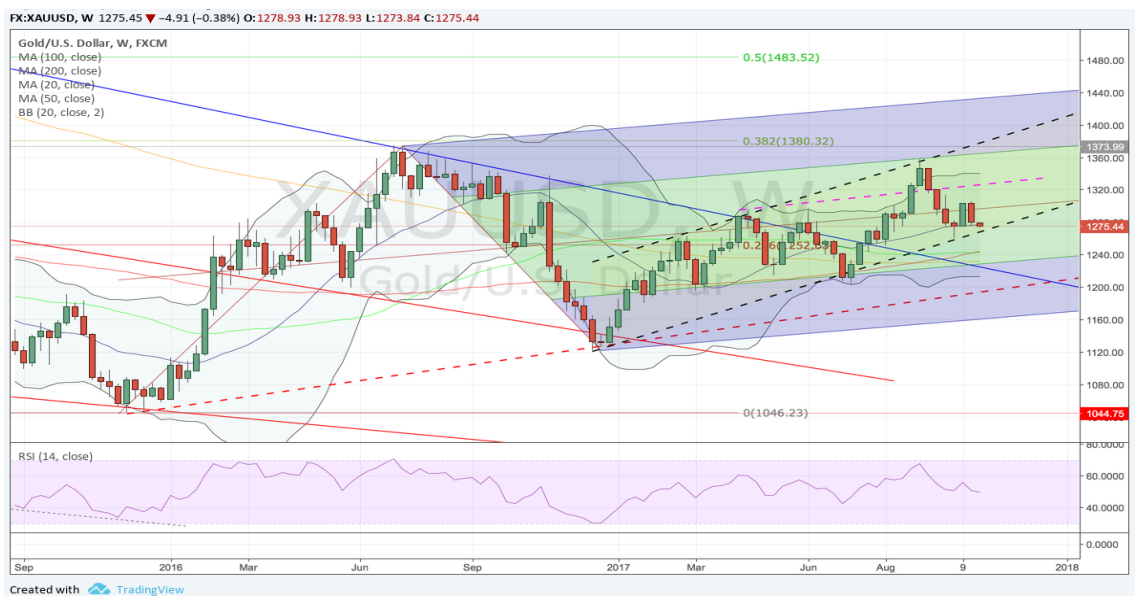 FX:XAUUSD, W 1275.45 ▼ −4.91 (−0.38%) O:1278.93 H:1278.93 L:1273.84 C:1275.44
Gold/U.S. Dollar, W, FXCM
MA (100, close)
MA (200, close)
MA (20, close)
MA (50, close)
BB (20, close, 2)
XAUUSD, W
Gold/U.S. Dollar
0.5(1483.52)
0.382(1380.32)
0(1046.23)
1480.00
1440.00
1400.00
1373.99
1360.00
1320.00
1275.44
1240.00
1200.00
1160.00
1120.00
1080.00
1044.75
RSI (14, close)
80.0000
60.0000
40.0000
0.0000
Sep 2016 Mar Jun Sep 2017 Mar Jun Aug 9 2018
Created with TradingView